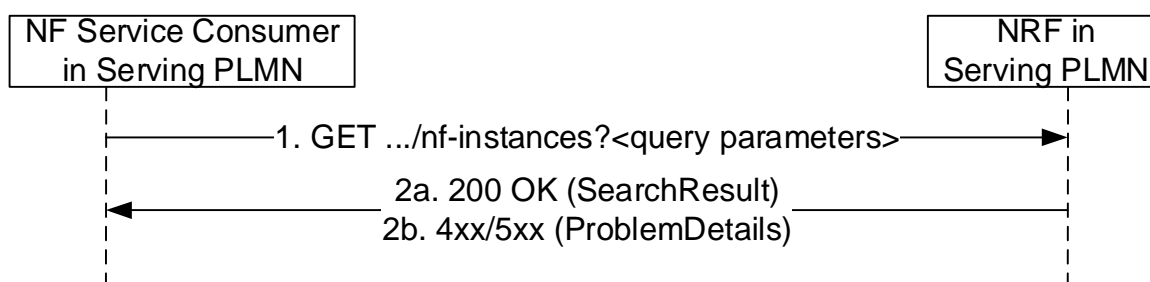 NF Service Consumer
in Serving PLMN
NRF in
Serving PLMN
1. GET .../nf-instances?<query parameters>
2a. 200 OK (SearchResult)
2b. 4xx/5xx (ProblemDetails)